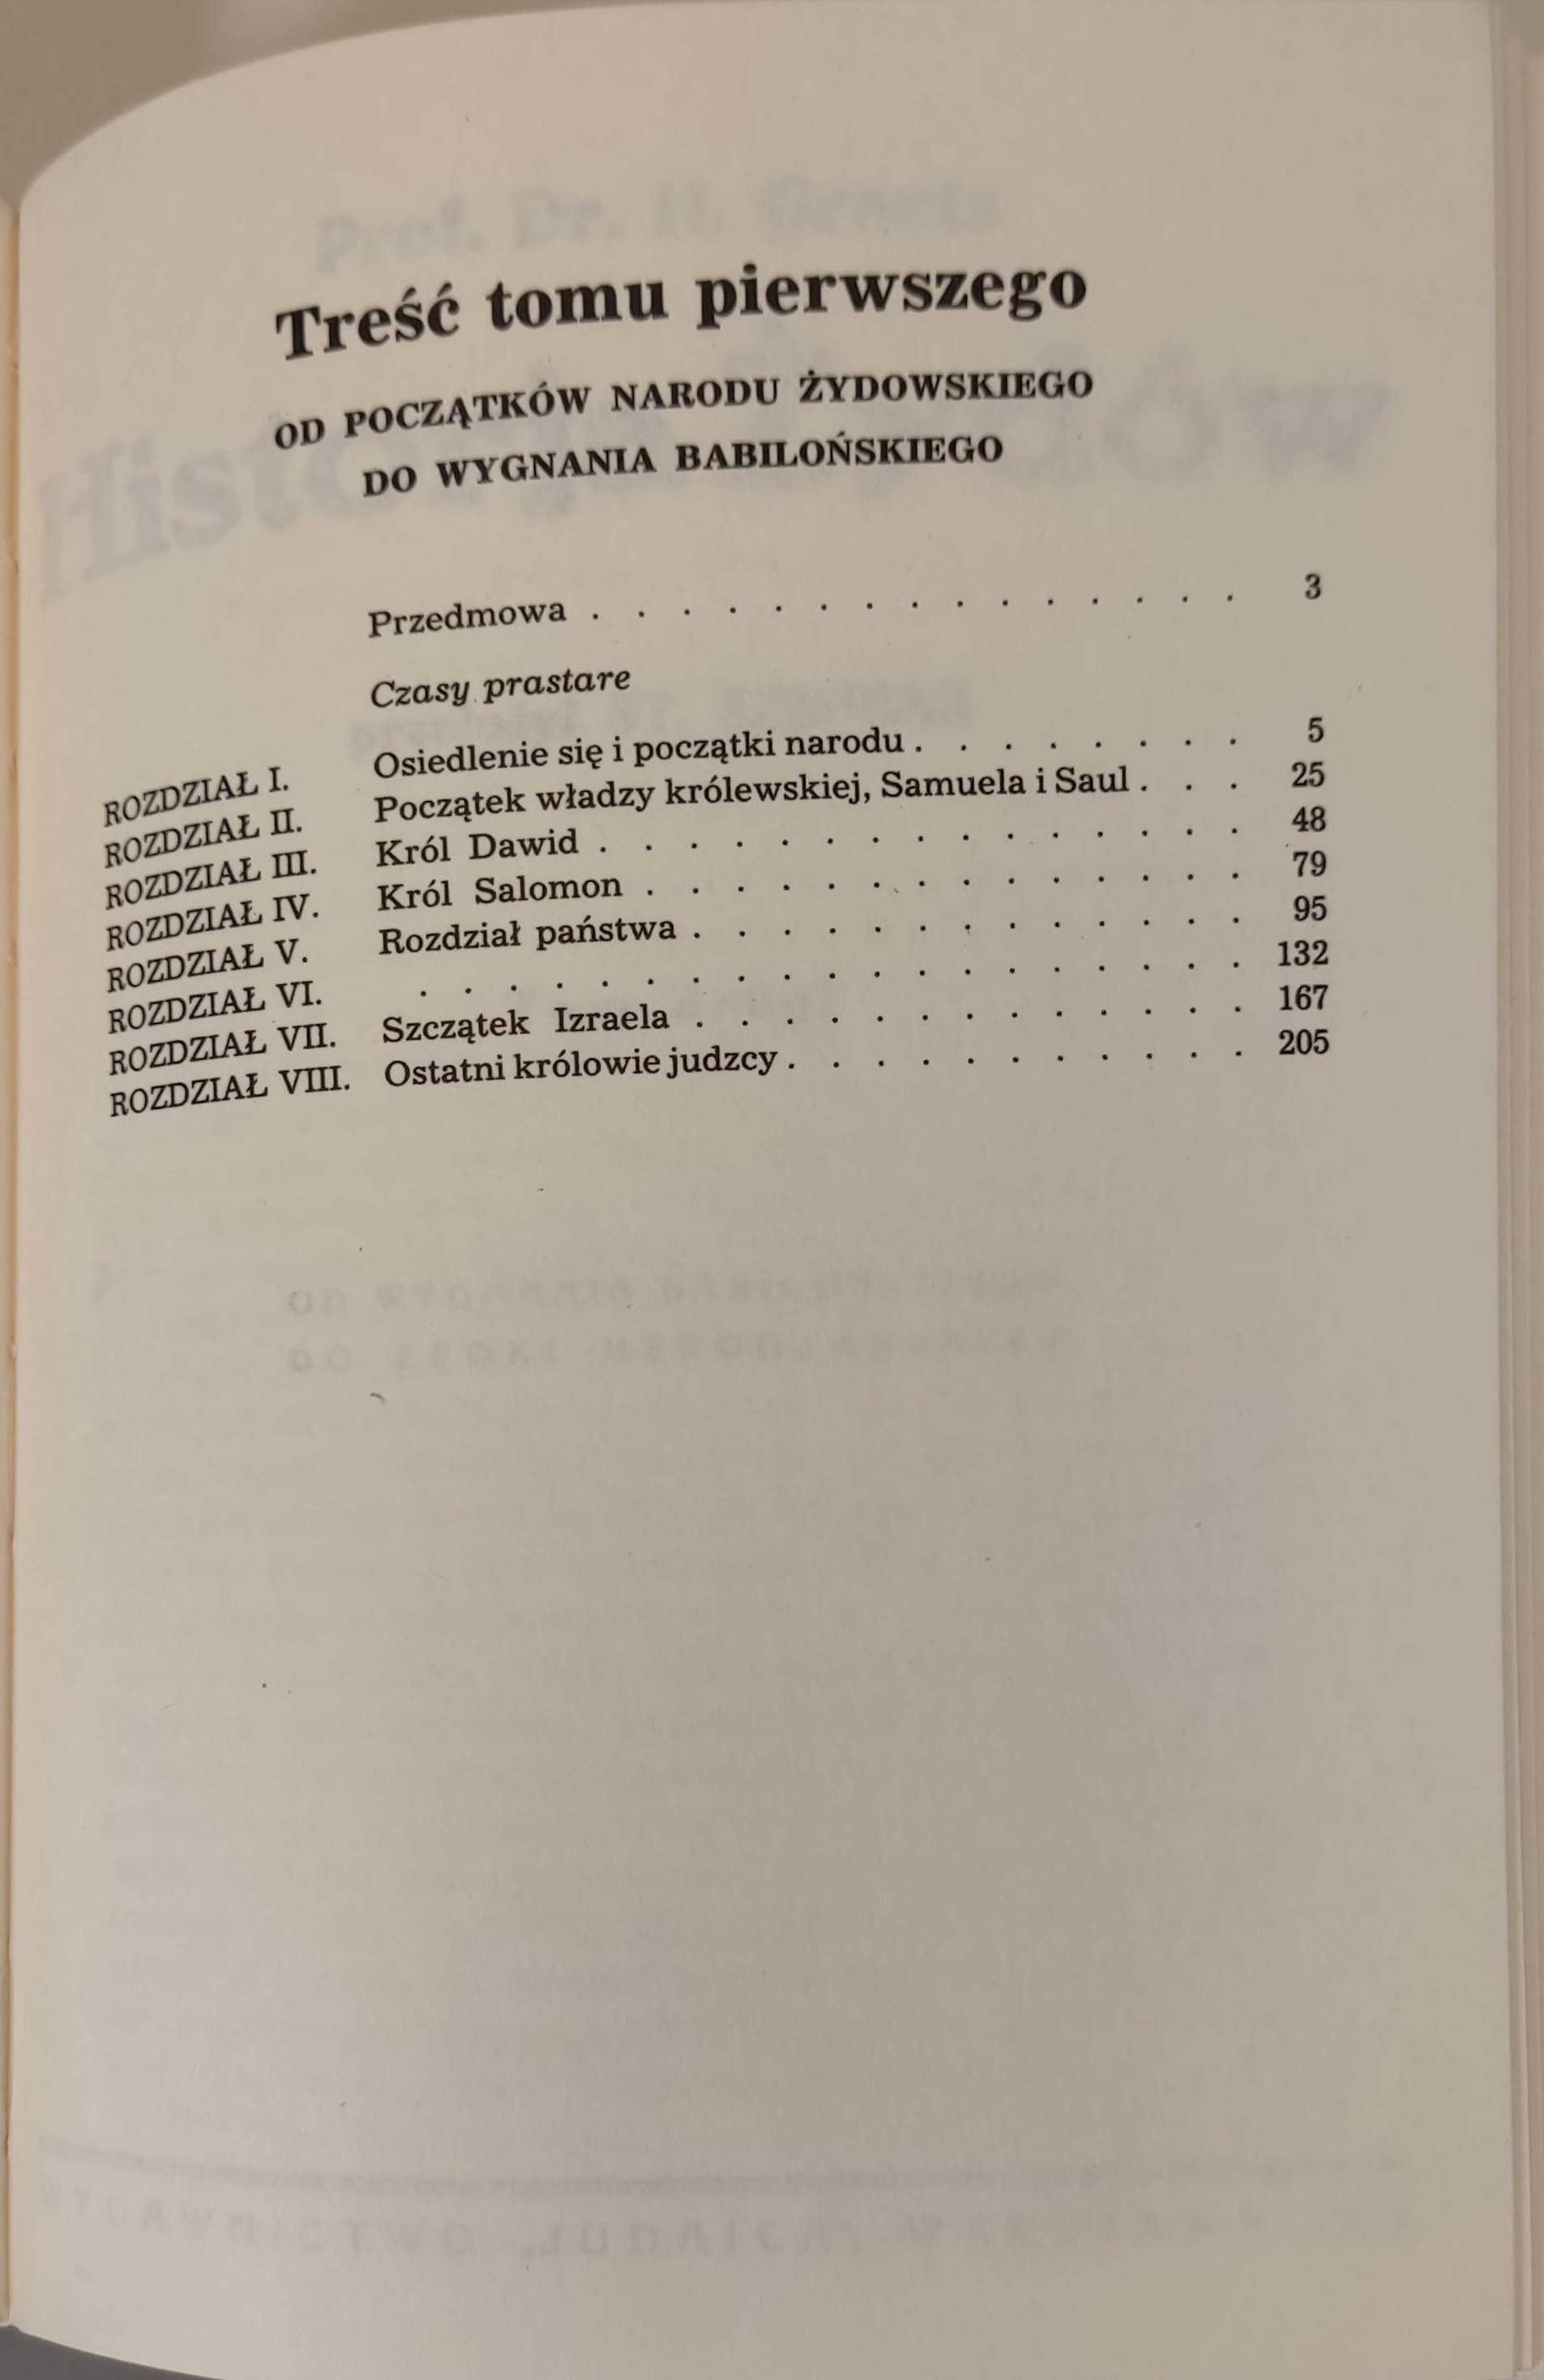 Treść tomu pierwszego
OD POCZĄTKÓW NARODU ŻYDOWSKIEGO
DO WYGNANIA BABILOŃSKIEGO
Przedmowa . . . . . . . . . . . . . . . 3
Czasy prastare
ROZDZIAŁ I. Osiedlenie się i początki narodu . . . . . . . . 5
ROZDZIAŁ II. Początek władzy królewskiej, Samuela i Saul . . . 25
ROZDZIAŁ III. Król Dawid . . . . . . . . . . . . . . . 48
ROZDZIAŁ IV. Król Salomon . . . . . . . . . . . . . . 79
ROZDZIAŁ V. Rozdział państwa . . . . . . . . . . . . . 95
ROZDZIAŁ VI. . . . . . . . . . . . . . . . . . . . 132
ROZDZIAŁ VII. Szczątek Izraela . . . . . . . . . . . . . 167
ROZDZIAŁ VIII. Ostatni królowie judzcy . . . . . . . . . . . 205